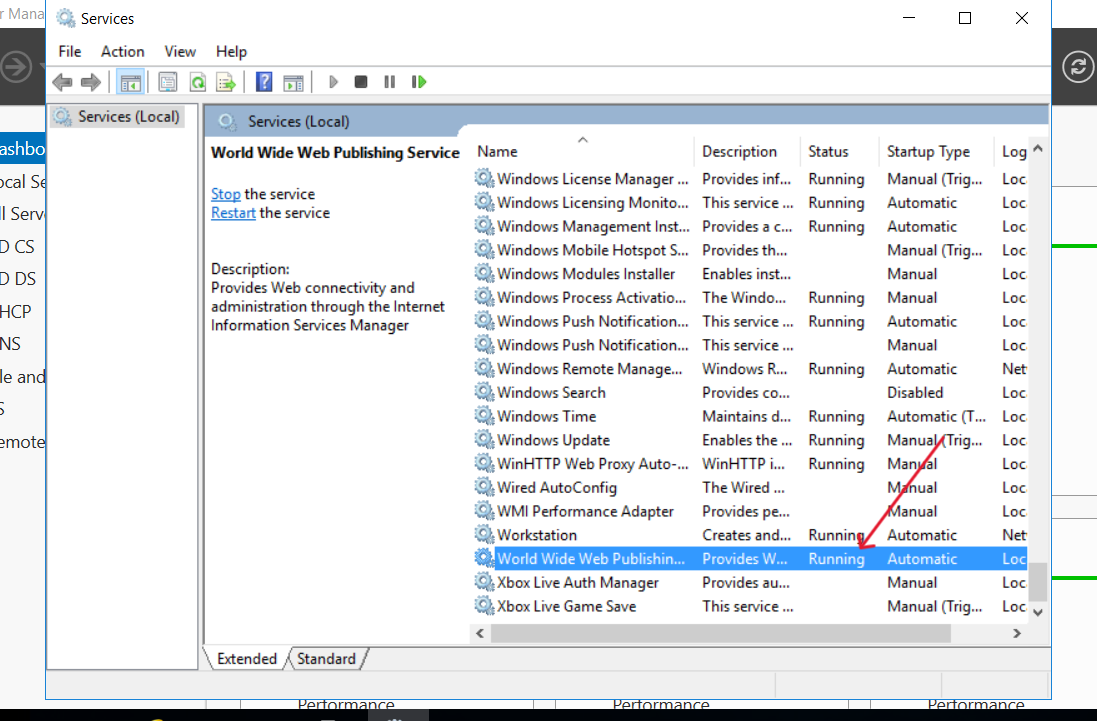 r Mana
Services
File Action View Help
Services (Local)
Services (Local)
World Wide Web Publishing Service
Stop the service
Restart the service
Description:
Provides Web connectivity and
administration through the Internet
Information Services Manager
Name Description Status Startup Type Log
Windows License Manager ... Provides inf... Running Manual (Trig... Loc
Windows Licensing Monito... This service ... Running Automatic Loc
Windows Management Inst... Provides a c... Running Automatic Loc
Windows Mobile Hotspot S... Provides th... Manual (Trig... Loc
Windows Modules Installer Enables inst... Manual Loc
Windows Process Activatio... The Windo... Running Manual Loc
Windows Push Notification... This service ... Running Automatic Loc
Windows Push Notification... This service ... Manual Loc
Windows Remote Manage... Windows R... Running Automatic Net
Windows Search Provides co... Disabled Loc
Windows Time Maintains d... Running Automatic (T... Loc
Windows Update Enables the ... Running Manual (Trig... Loc
WinHTTP Web Proxy Auto-... WinHTTP i... Running Manual Loc
Wired AutoConfig The Wired ... Manual Loc
WMI Performance Adapter Provides pe... Manual Loc
Workstation Creates and... Running Automatic Net
World Wide Web Publishin... Provides W... Running Automatic Loc
Xbox Live Auth Manager Provides au... Manual Loc
Xbox Live Game Save This service ... Manual (Trig... Loc
Extended Standard
ashbo
ocal Se
ll Serv
D CS
D DS
HCP
NS
le and
S
emote
Performance Performance Performance